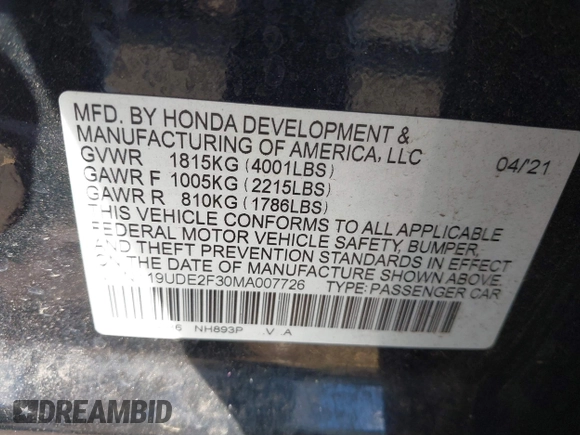 MFD. BY HONDA DEVELOPMENT &
MANUFACTURING OF AMERICA, LLC 04/21
GVWR 1815KG (4001LBS)
GAWR F 1005KG (2215LBS)
GAWR R 810KG (1786LBS)
THIS VEHICLE CONFORMS TO ALL APPLICABLE
FEDERAL MOTOR VEHICLE SAFETY, BUMPER,
AND THEFT PREVENTION STANDARDS IN EFFECT
ON THE DATE OF MANUFACTURE SHOWN ABOVE.
19UDE2F30MA007726 TYPE: PASSENGER CAR
6 NH893P V A
DREAMBID